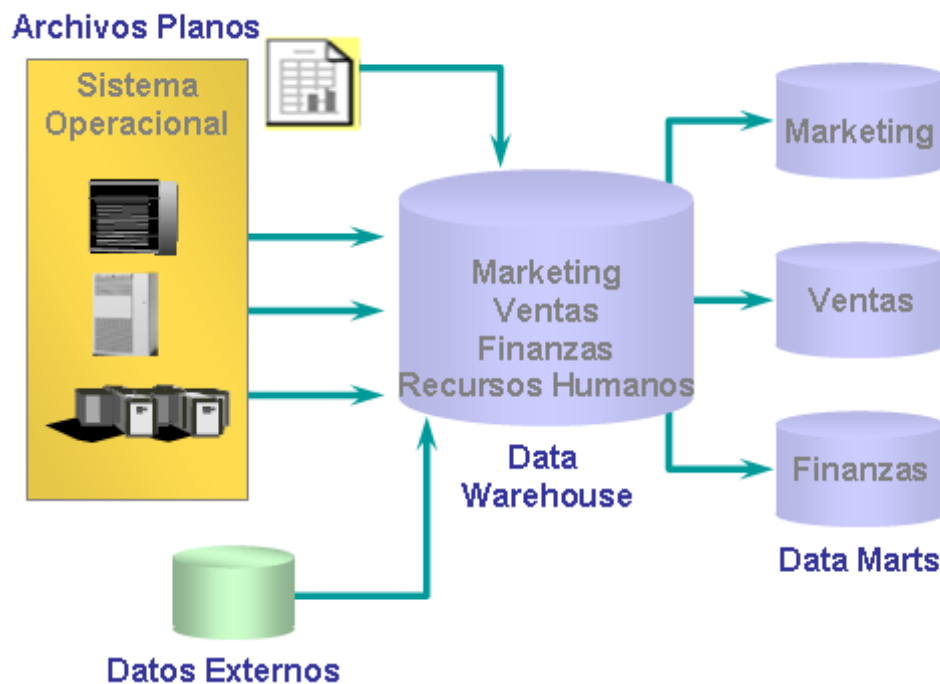 Archivos Planos
Sistema
Operacional
Marketing
Ventas
Finanzas
Recursos Humanos
Data
Warehouse
Marketing
Ventas
Finanzas
Data Marts
Datos Externos